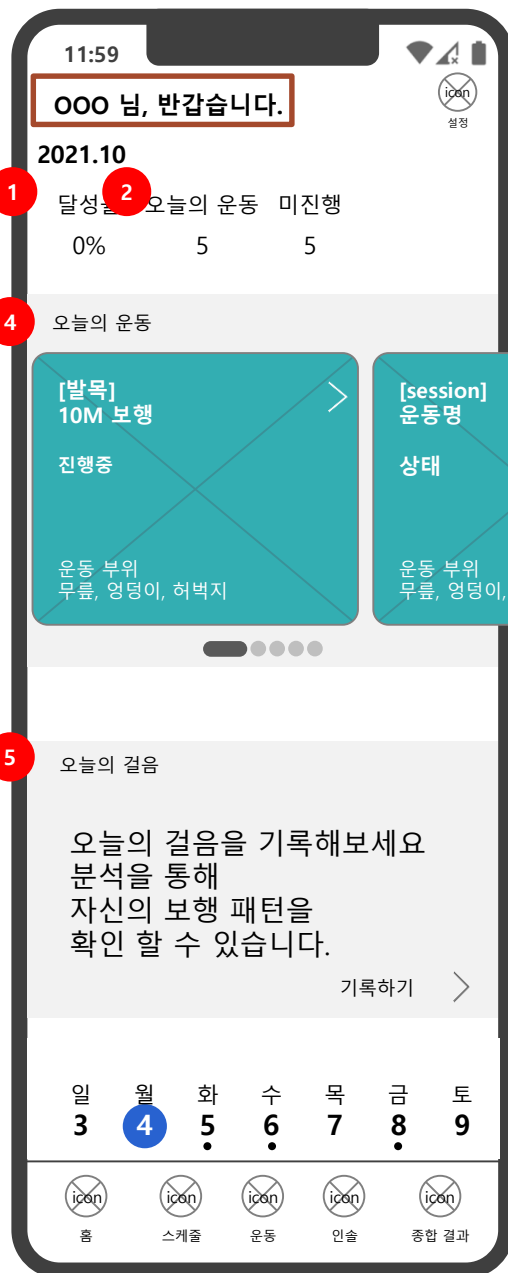 11:59
OOO 님, 반갑습니다.
icon
설정
2021.10
1
2
달성 오늘의 운동 미진행
0% 5 5
4
오늘의 운동
[발목]
10M 보행
진행중
운동 부위
무릎, 엉덩이, 허벅지
[session]
운동명
상태
운동 부위
무릎, 엉덩이,
5
오늘의 걸음
오늘의 걸음을 기록해보세요
분석을 통해
자신의 보행 패턴을
확인 할 수 있습니다.
기록하기
일 월 화 수 목 금 토
3 4 5 6 7 8 9
icon icon icon icon icon
홈 스케줄 운동 인솔 종합 결과